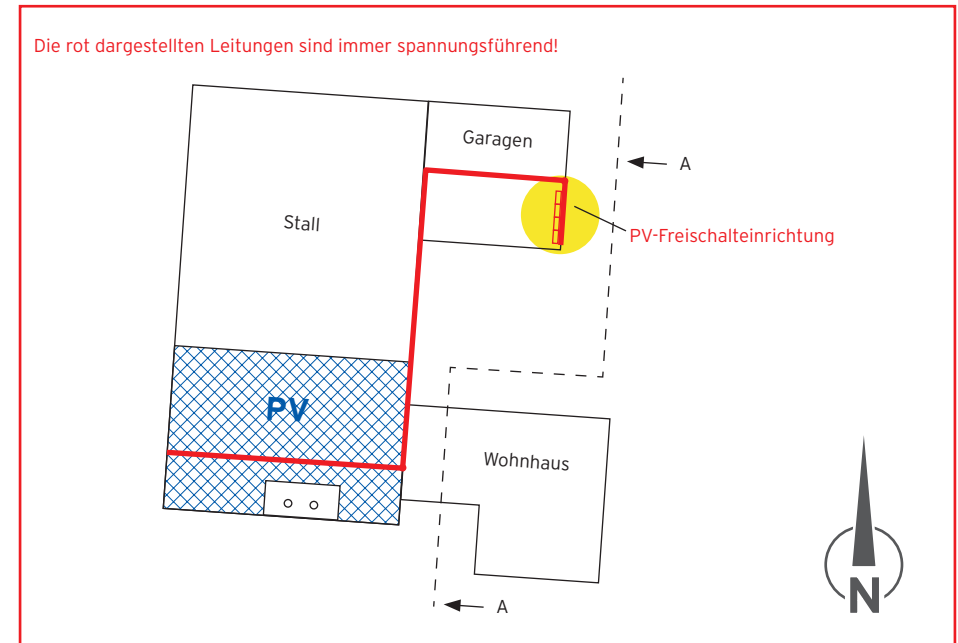 Die rot dargestellten Leitungen sind immer spannungsführend!
Garagen
A
Stall
PV-Freischalteinrichtung
PV
Wohnhaus
N
A